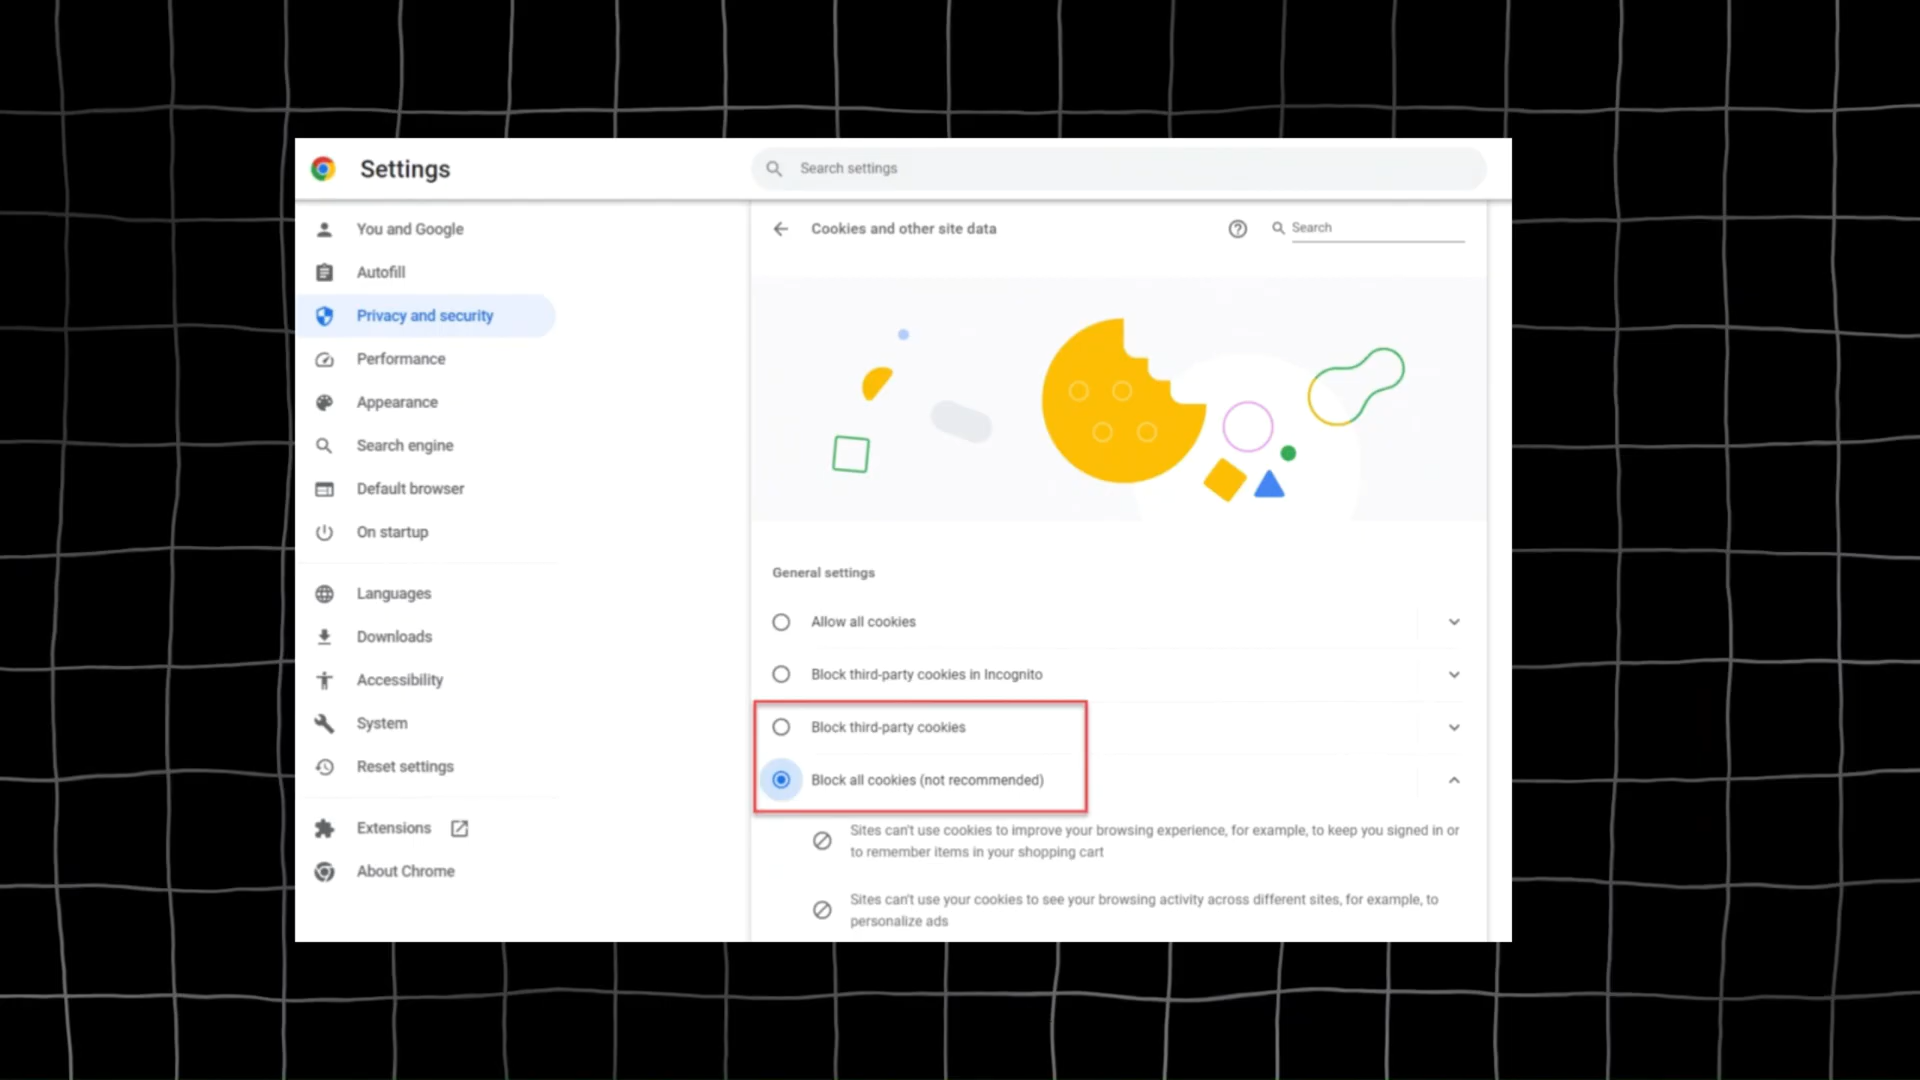 Settings
Search settings
You and Google
Autofill
Privacy and security
Performance
Appearance
Search engine
Default browser
On startup
Languages
Downloads
Accessibility
System
Reset settings
Extensions
About Chrome
Cookies and other site data
Search
General settings
Allow all cookies
Block third-party cookies in Incognito
Block third-party cookies
Block all cookies (not recommended)
Sites can't use cookies to improve your browsing experience, for example, to keep you signed in or
to remember items in your shopping cart
Sites can't use your cookies to see your browsing activity across different sites, for example, to
personalize ads